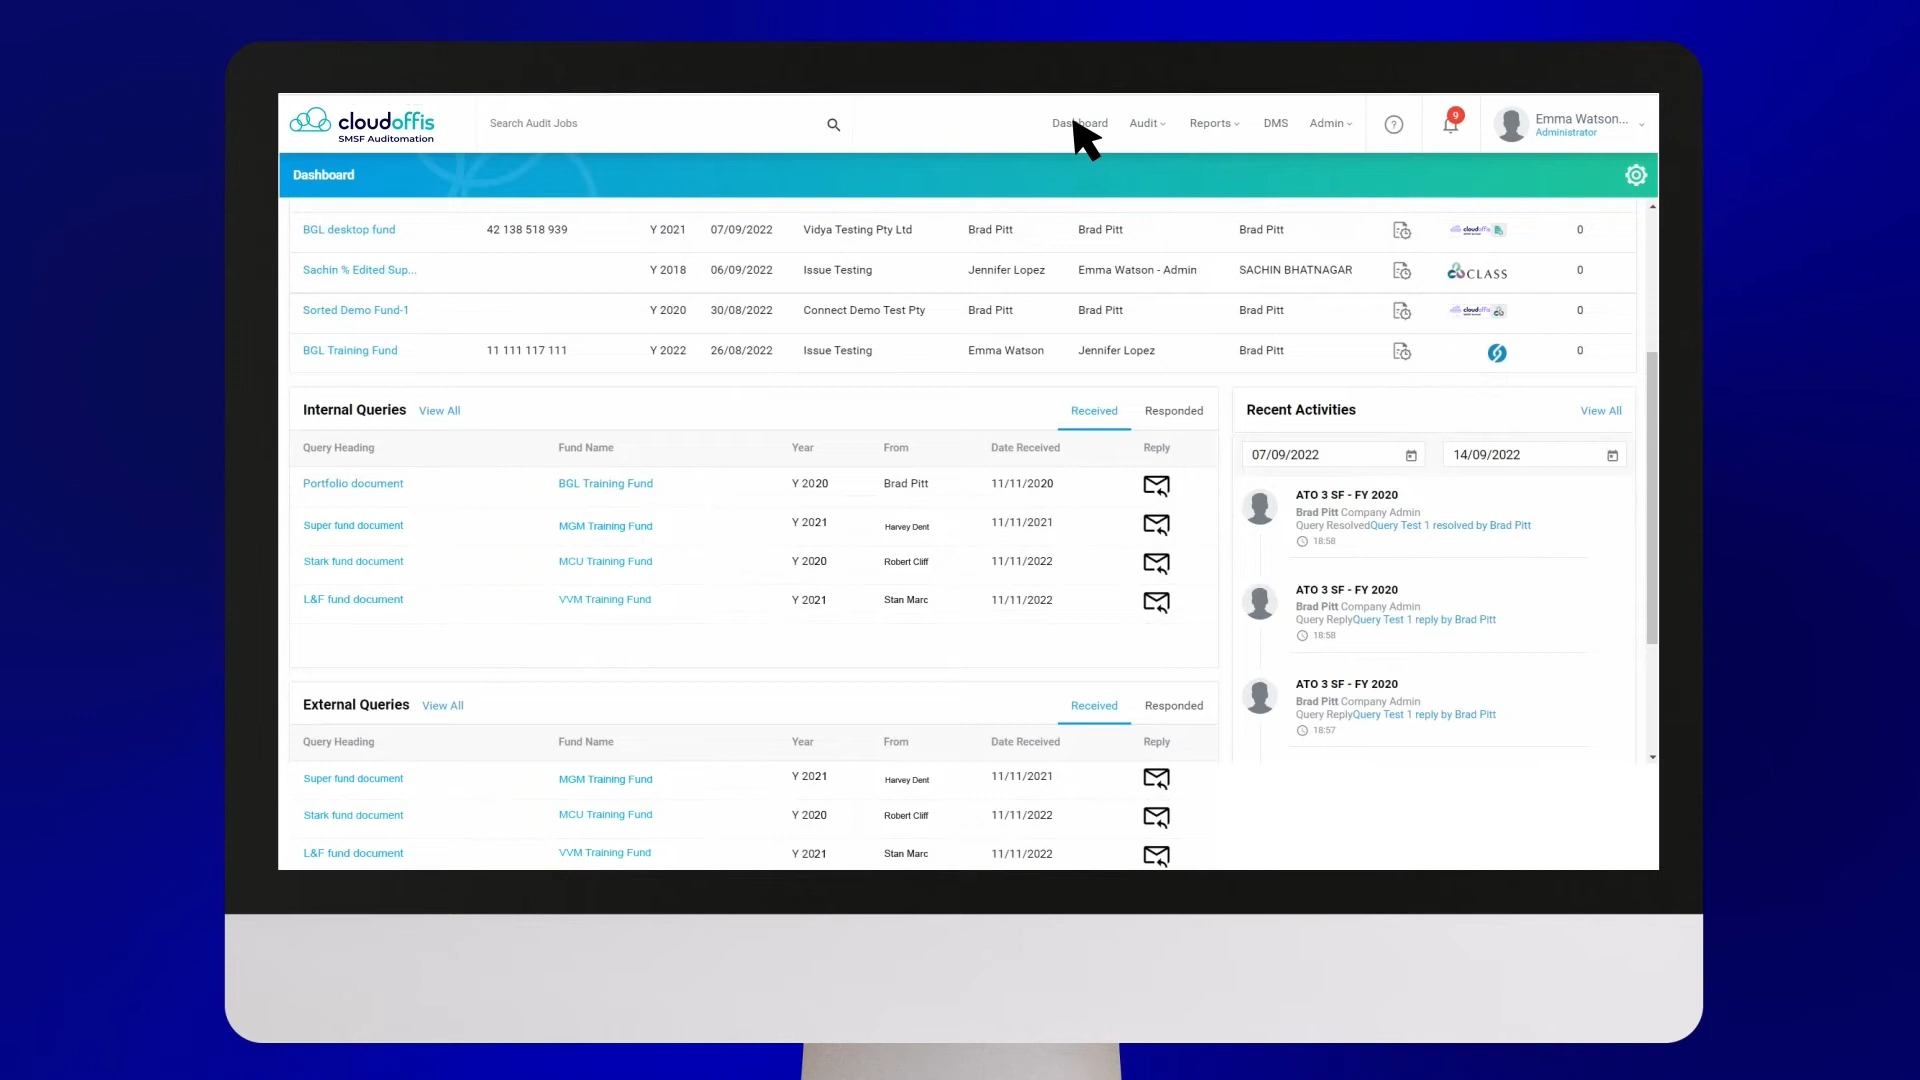 cloudoffis
SMSF Auditomation
Search Audit Jobs
Dashboard Audit Reports DMS Admin
?
9
Emma Watson...
Administrator
Dashboard
BGL desktop fund 42 138 518 939 Y 2021 07/09/2022 Vidya Testing Pty Ltd Brad Pitt Brad Pitt Brad Pitt cloudoffis 0
Sachin % Edited Sup... Y 2018 06/09/2022 Issue Testing Jennifer Lopez Emma Watson - Admin SACHIN BHATNAGAR CLASS 0
Sorted Demo Fund-1 Y 2020 30/08/2022 Connect Demo Test Pty Brad Pitt Brad Pitt Brad Pitt cloudoffis 0
BGL Training Fund 11 111 117 111 Y 2022 26/08/2022 Issue Testing Emma Watson Jennifer Lopez Brad Pitt 0
Internal Queries View All Received Responded
Query Heading Fund Name Year From Date Received Reply
Portfolio document BGL Training Fund Y 2020 Brad Pitt 11/11/2020
Super fund document MGM Training Fund Y 2021 Harvey Dent 11/11/2021
Stark fund document MCU Training Fund Y 2020 Robert Cliff 11/11/2022
L&F fund document VVM Training Fund Y 2021 Stan Marc 11/11/2022
External Queries View All Received Responded
Query Heading Fund Name Year From Date Received Reply
Super fund document MGM Training Fund Y 2021 Harvey Dent 11/11/2021
Stark fund document MCU Training Fund Y 2020 Robert Cliff 11/11/2022
L&F fund document VVM Training Fund Y 2021 Stan Marc 11/11/2022
Recent Activities View All
07/09/2022 14/09/2022
ATO 3 SF - FY 2020
Brad Pitt Company Admin
Query ResolvedQuery Test 1 resolved by Brad Pitt
18:58
ATO 3 SF - FY 2020
Brad Pitt Company Admin
Query ReplyQuery Test 1 reply by Brad Pitt
18:58
ATO 3 SF - FY 2020
Brad Pitt Company Admin
Query ReplyQuery Test 1 reply by Brad Pitt
18:57